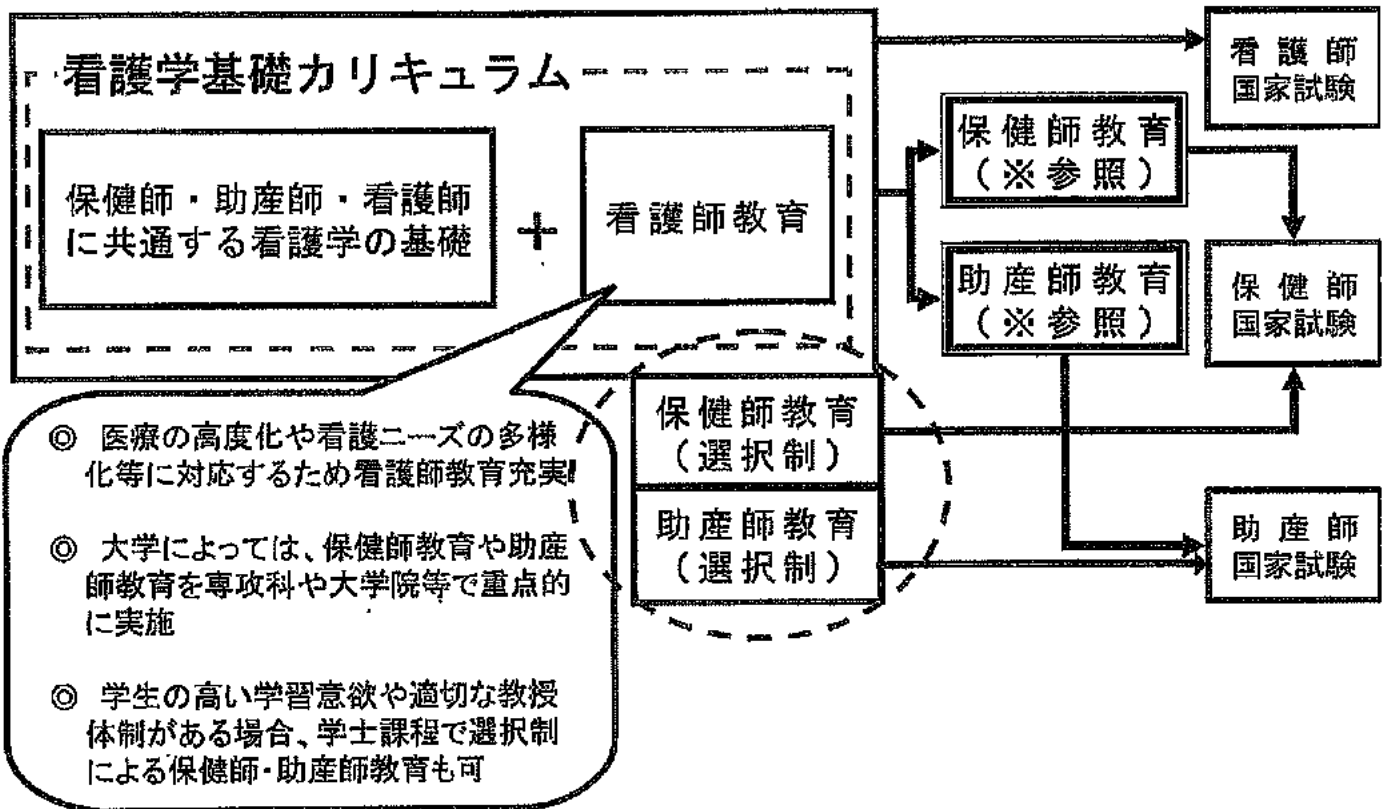 看護学基礎カリキュラム
保健師・助産師・看護師
に共通する看護学の基礎
+
看護師教育
保健師教育
(※参照)
助産師教育
(※参照)
看護師
国家試験
保健師
国家試験
助産師
国家試験
保健師教育
(選択制)
助産師教育
(選択制)
◎ 医療の高度化や看護ニーズの多様
化等に対応するため看護師教育充実
◎ 大学によっては、保健師教育や助産
師教育を専攻科や大学院等で重点的
に実施
◎ 学生の高い学習意欲や適切な教授
体制がある場合、学士課程で選択制
による保健師・助産師教育も可